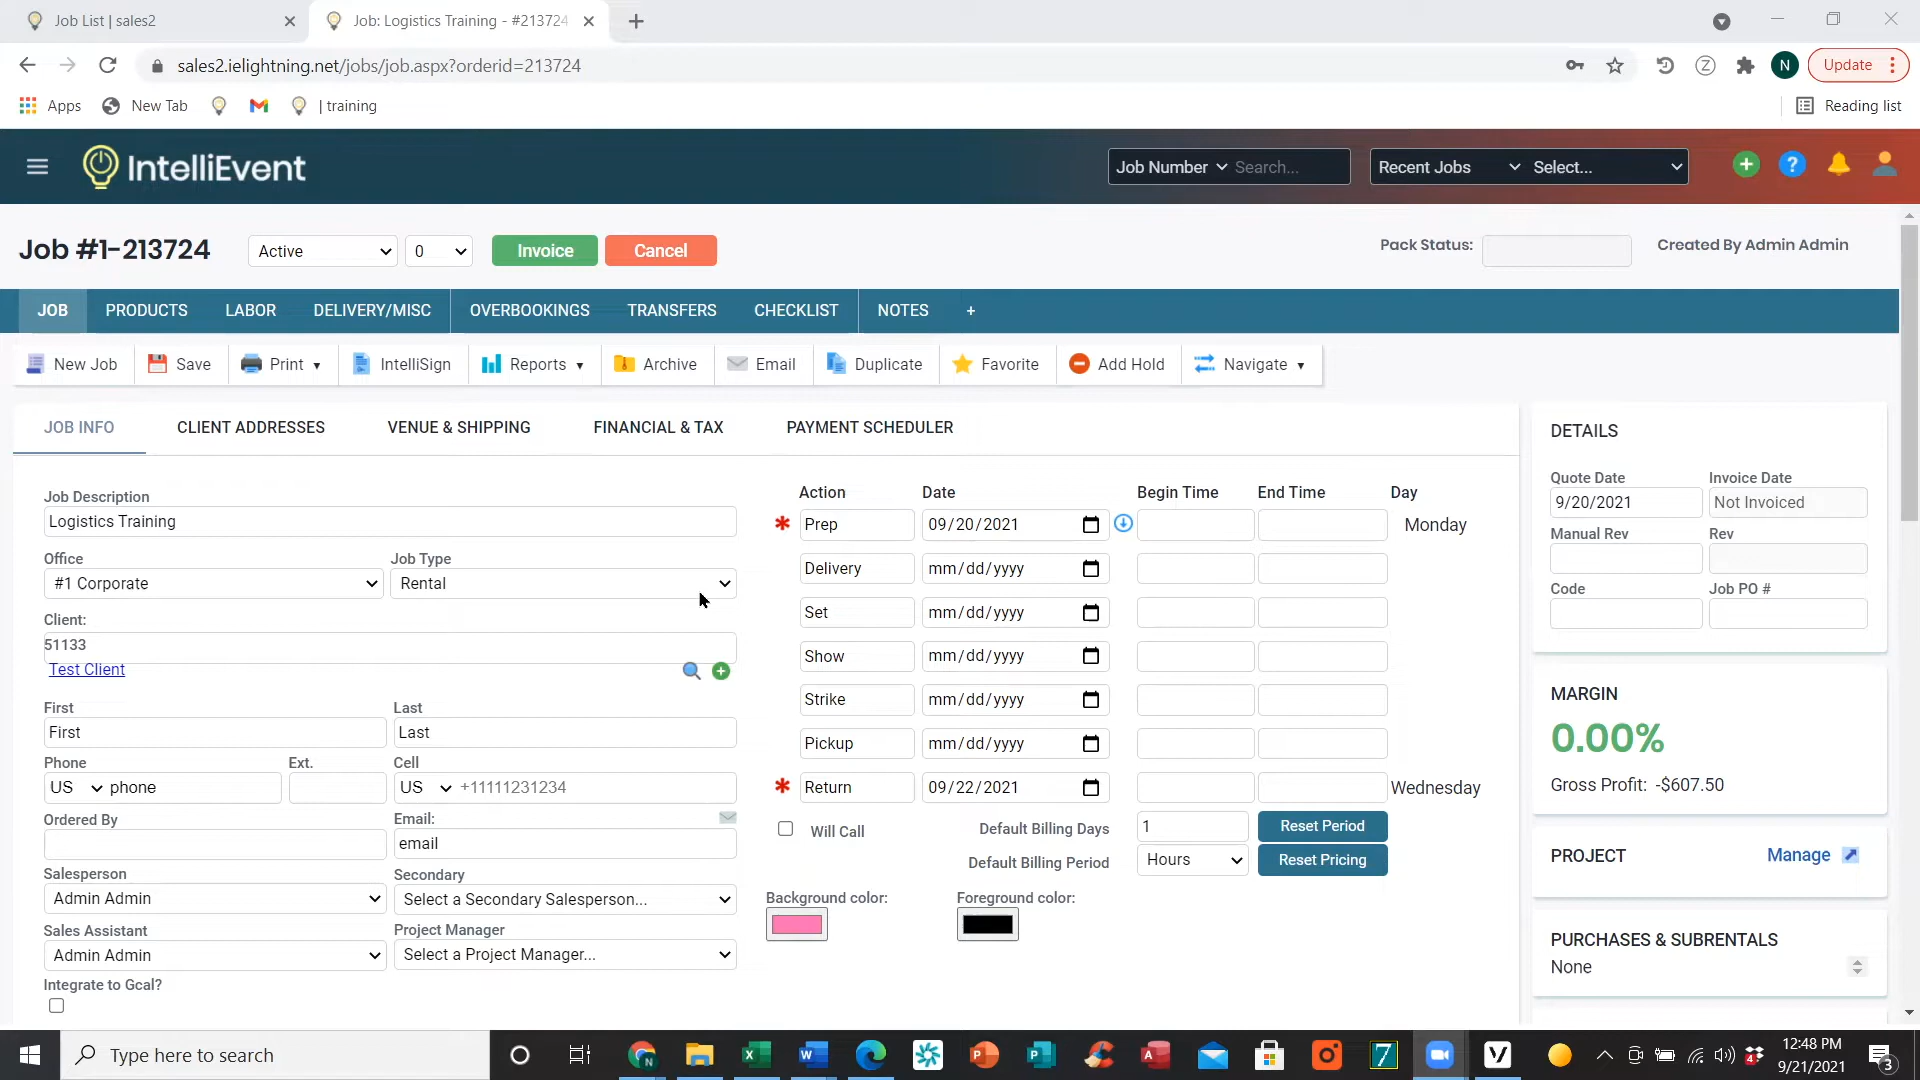 Job List | sales2
Job: Logistics Training - #213724
sales2.ielightning.net/jobs/job.aspx?orderid=213724
N
Update
Apps
New Tab
| training
Reading list
IntelliEvent
Job Number
Search...
Recent Jobs
Select...
Job #1-213724
Active
0
Invoice
Cancel
Pack Status:
Created By Admin Admin
JOB
PRODUCTS
LABOR
DELIVERY/MISC
OVERBOOKINGS
TRANSFERS
CHECKLIST
NOTES
+
New Job
Save
Print
IntelliSign
Reports
Archive
Email
Duplicate
Favorite
Add Hold
Navigate
JOB INFO
CLIENT ADDRESSES
VENUE & SHIPPING
FINANCIAL & TAX
PAYMENT SCHEDULER
Job Description
Logistics Training
Office
Job Type
#1 Corporate
Rental
Client:
51133
Test Client
First
Last
First
Last
Phone
Ext.
Cell
US
phone
US
+11111231234
Ordered By
Email:
email
Salesperson
Secondary
Admin Admin
Select a Secondary Salesperson...
Sales Assistant
Project Manager
Admin Admin
Select a Project Manager...
Integrate to Gcal?
Action
Date
Begin Time
End Time
Day
* Prep
09/20/2021
Monday
Delivery
mm/dd/yyyy
Set
mm/dd/yyyy
Show
mm/dd/yyyy
Strike
mm/dd/yyyy
Pickup
mm/dd/yyyy
* Return
09/22/2021
Wednesday
Will Call
Default Billing Days
1
Reset Period
Default Billing Period
Hours
Reset Pricing
Background color:
Foreground color:
DETAILS
Quote Date
Invoice Date
9/20/2021
Not Invoiced
Manual Rev
Rev
Code
Job PO #
MARGIN
0.00%
Gross Profit: -$607.50
PROJECT
Manage
PURCHASES & SUBRENTALS
None
Type here to search
12:48 PM
9/21/2021
3